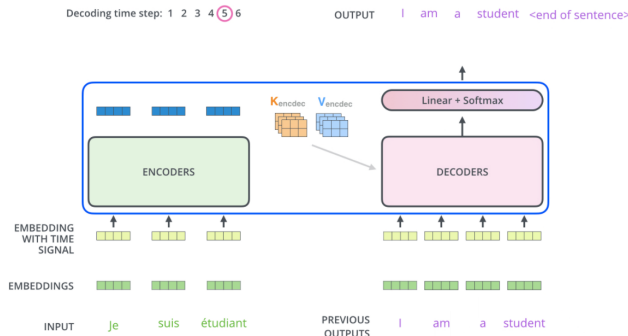 Decoding time step: 1 2 3 4 5 6
OUTPUT I am a student <end of sentence>
Kencdec Vencdec
Linear + Softmax
ENCODERS
DECODERS
EMBEDDING
WITH TIME
SIGNAL
EMBEDDINGS
INPUT Je suis étudiant
PREVIOUS
OUTPUTS I am a student